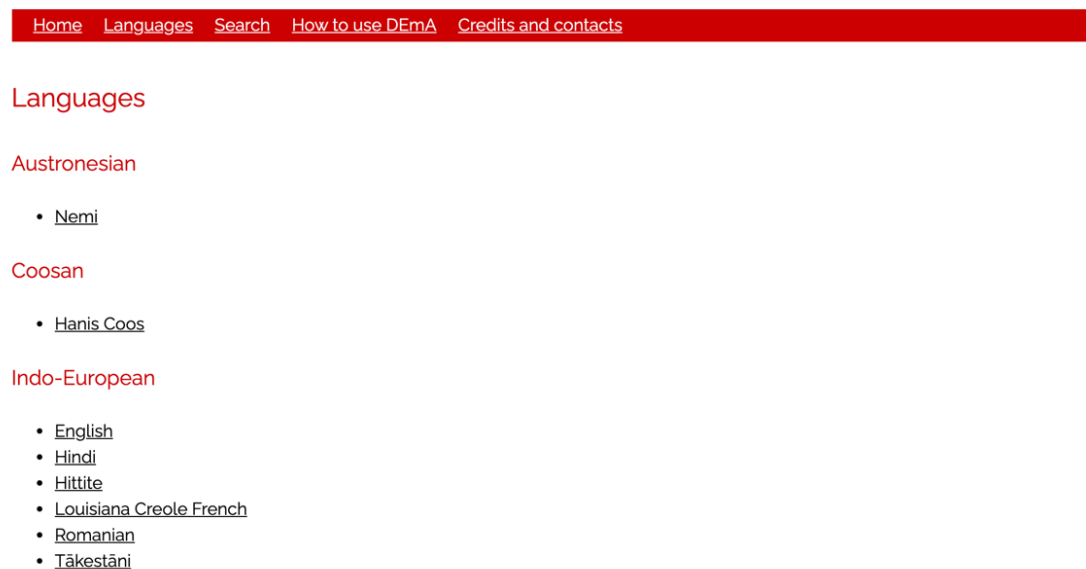 Home Languages Search How to use DEmA Credits and contacts
Languages
Austronesian
• Nemi
Coosan
• Hanis Coos
Indo-European
• English
• Hindi
• Hittite
• Louisiana Creole French
• Romanian
• Tākestāni